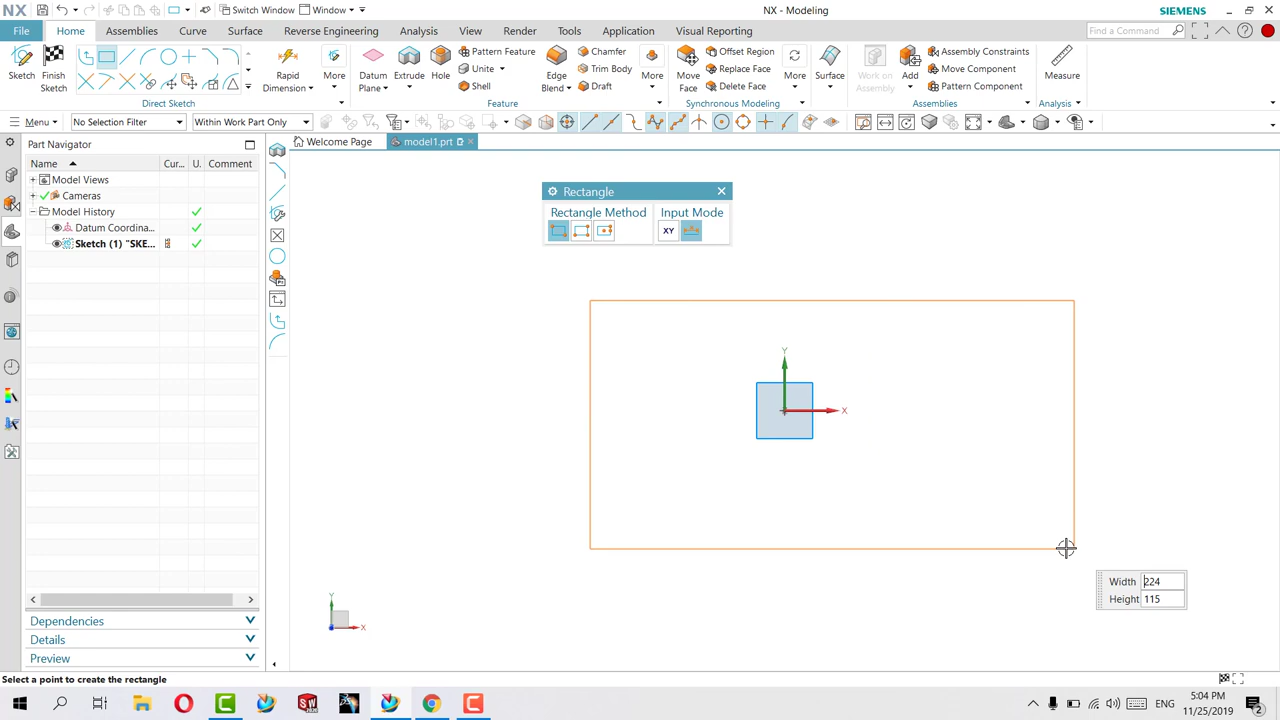 NX
Switch Window
Window
NX - Modeling
SIEMENS
File
Home
Assemblies
Curve
Surface
Reverse Engineering
Analysis
View
Render
Tools
Application
Visual Reporting
Find a Command
Sketch
Finish Sketch
Direct Sketch
Rapid Dimension
More
Datum Plane
Extrude
Hole
Pattern Feature
Unite
Shell
Feature
Edge Blend
Chamfer
Trim Body
Draft
More
Move Face
Offset Region
Replace Face
Delete Face
More
Synchronous Modeling
Surface
Work on Assembly
Add
Assembly Constraints
Move Component
Pattern Component
Assemblies
Measure
Analysis
Menu
No Selection Filter
Within Work Part Only
Part Navigator
Welcome Page
model1.prt
Name
Cur...
U.
Comment
Model Views
Cameras
Model History
Datum Coordina...
Sketch (1) "SKE...
Rectangle
Rectangle Method
Input Mode
XY
Y
X
Width 224
Height 115
Y
X
Dependencies
Details
Preview
Select a point to create the rectangle
ENG
5:04 PM
11/25/2019
2